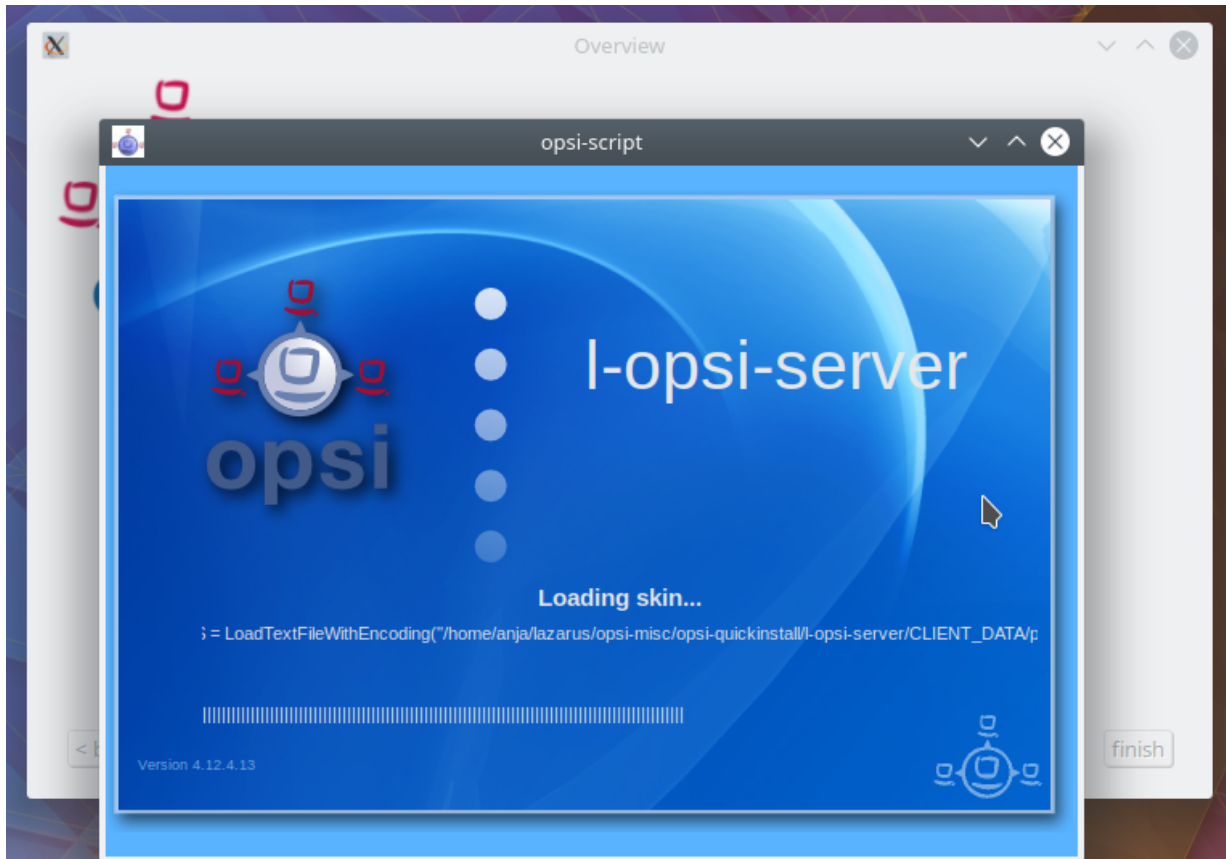 Overview
opsi-script
l-opsi-server
opsi
Loading skin...
= LoadTextFileWithEncoding("/home/anja/lazarus/opsi-misc/opsi-quickinstall/l-opsi-server/CLIENT_DATA/p
Version 4.12.4.13
<
finish